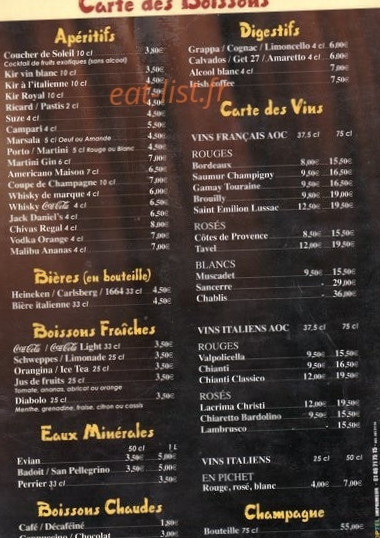 Carte des Boissons
Apéritifs
Coucher de Soleil 10 cl 3,80€
Cocktail de fruits exotiques (sans alcool)
Kir vin blanc 10 cl 3,50€
Kir à l'italienne 10 cl 4,50€
Kir Royal 10 cl
Ricard / Pastis 2 cl 4,50€
Suze 4 cl 4,50€
Campari 4 cl 5,50€
Marsala 5 cl Oeuf ou Amande 4,50€
Porto / Martini 5 cl Rouge ou Blanc 4,50€
Martini Gin 6 cl 7,00€
Americano Maison 7 cl 6,50€
Coupe de Champagne 10 cl 7,00€
Whisky de marque 4 cl 6,00€
Whisky Coca-Cola 4 cl 6,50€
Jack Daniel's 4 cl 6,50€
Chivas Regal 4 cl 8,00€
Vodka Orange 4 cl 7,00€
Malibu Ananas 4 cl 7,00€
Bières (en bouteille)
Heineken / Carlsberg / 1664 33 cl 4,50€
Bière italienne 33 cl 4,50€
Boissons Fraîches
Coca-Cola / Coca-Cola Light 33 cl 3,50€
Schweppes / Limonade 25 cl 3,50€
Orangina / Ice Tea 25 cl 3,50€
Jus de fruits 25 cl 3,50€
Tomate, ananas, abricot ou orange
Diabolo 25 cl 3,50€
Menthe, grenadine, fraise, citron ou cassis
Eaux Minérales
50 cl 1 L
Evian 3,50€ 5,00€
Badoit / San Pellegrino 3,50€ 5,00€
Perrier 33 cl 3,50€
Boissons Chaudes
Café / Décaféiné 1,80€
Cappuccino / Chocolat 3,00€
Digestifs
Grappa / Cognac / Limoncello 4 cl 6,00€
Calvados / Get 27 / Amaretto 4 cl 6,00€
Alcool blanc 4 cl 7,00€
Irish coffee 7,50€
eat-list.fr
Carte des Vins
VINS FRANÇAIS AOC 37,5 cl 75 cl
ROUGES
Bordeaux 8,00€ 15,50€
Saumur Champigny 9,50€ 16,50€
Gamay Touraine 9,50€ 16,50€
Brouilly 9,80€ 19,00€
Saint Emilion Lussac 12,50€ 19,50€
ROSÉS
Côtes de Provence 8,50€ 15,50€
Tavel 12,00€ 19,50€
BLANCS
Muscadet 9,50€ 15,50€
Sancerre - 29,00€
Chablis - 36,00€
VINS ITALIENS AOC 37,5 cl 75 cl
ROUGES
Valpolicella 9,50€ 15,50€
Chianti 9,50€ 16,50€
Chianti Classico 12,00€ 19,50€
ROSÉS
Lacrima Christi 12,00€ 19,50€
Chiaretto Bardolino 9,50€ 15,50€
Lambrusco - 15,50€
VINS ITALIENS 25 cl 50 cl
EN PICHET
Rouge, rosé, blanc 4,00€ 7,00€
Champagne
Bouteille 75 cl 55,00€